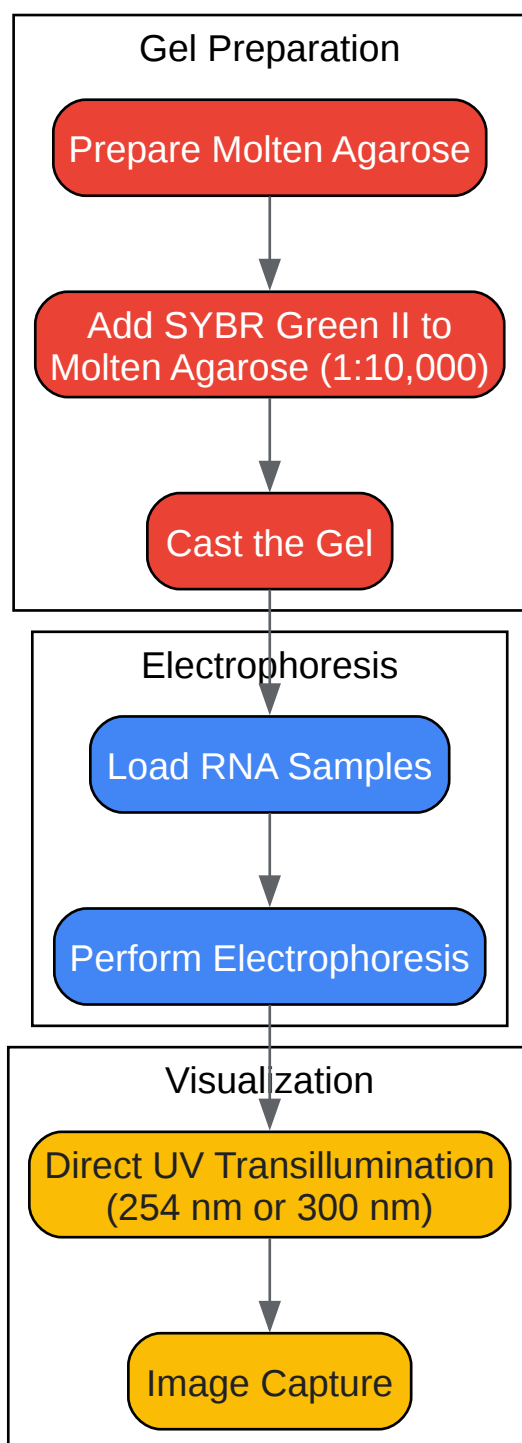 Gel Preparation
Prepare Molten Agarose
Add SYBR Green II to
Molten Agarose (1:10,000)
Cast the Gel
Electrophoresis
Load RNA Samples
Perform Electrophoresis
Visualization
Direct UV Transillumination
(254 nm or 300 nm)
Image Capture